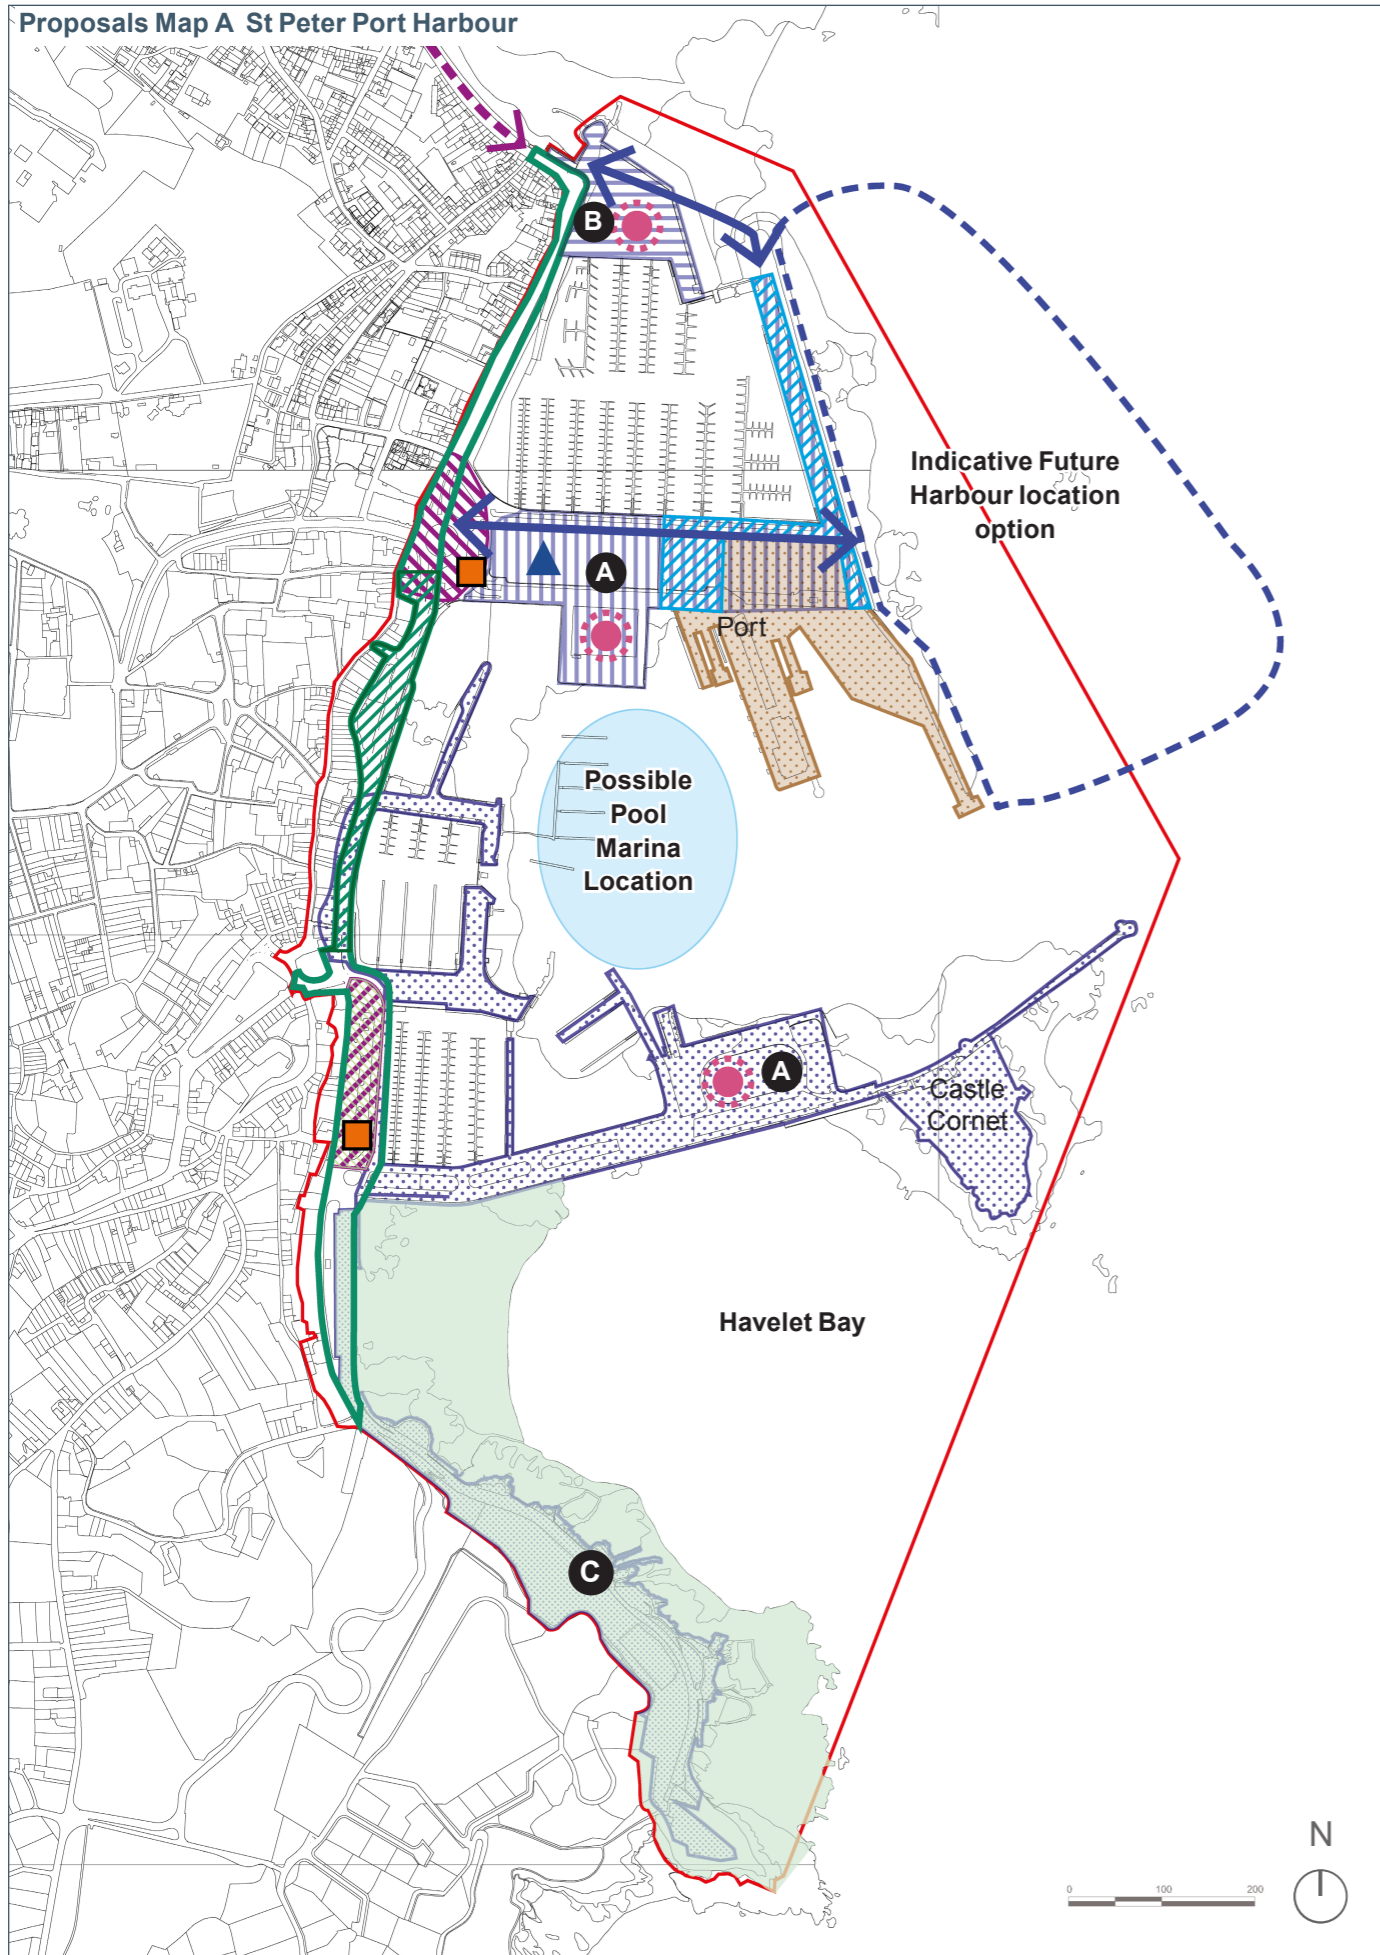 Proposals Map A  St Peter Port Harbour
B
Indicative Future
Harbour location
option
A
Port
Possible
Pool
Marina
Location
A
Castle
Cornet
Havelet Bay
C
N
0 100 200